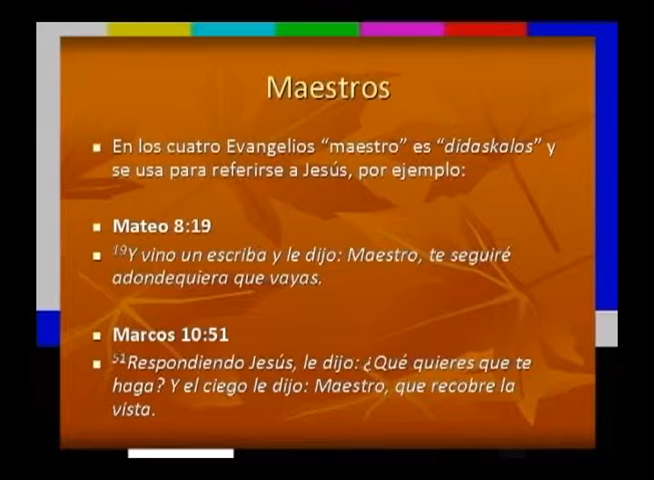 Maestros
En los cuatro Evangelios “maestro” es “didaskalos” y
se usa para referirse a Jesús, por ejemplo:
Mateo 8:19
19Y vino un escriba y le dijo: Maestro, te seguiré
adondequiera que vayas.
Marcos 10:51
51Respondiendo Jesús, le dijo: ¿Qué quieres que te
haga? Y el ciego le dijo: Maestro, que recobre la
vista.